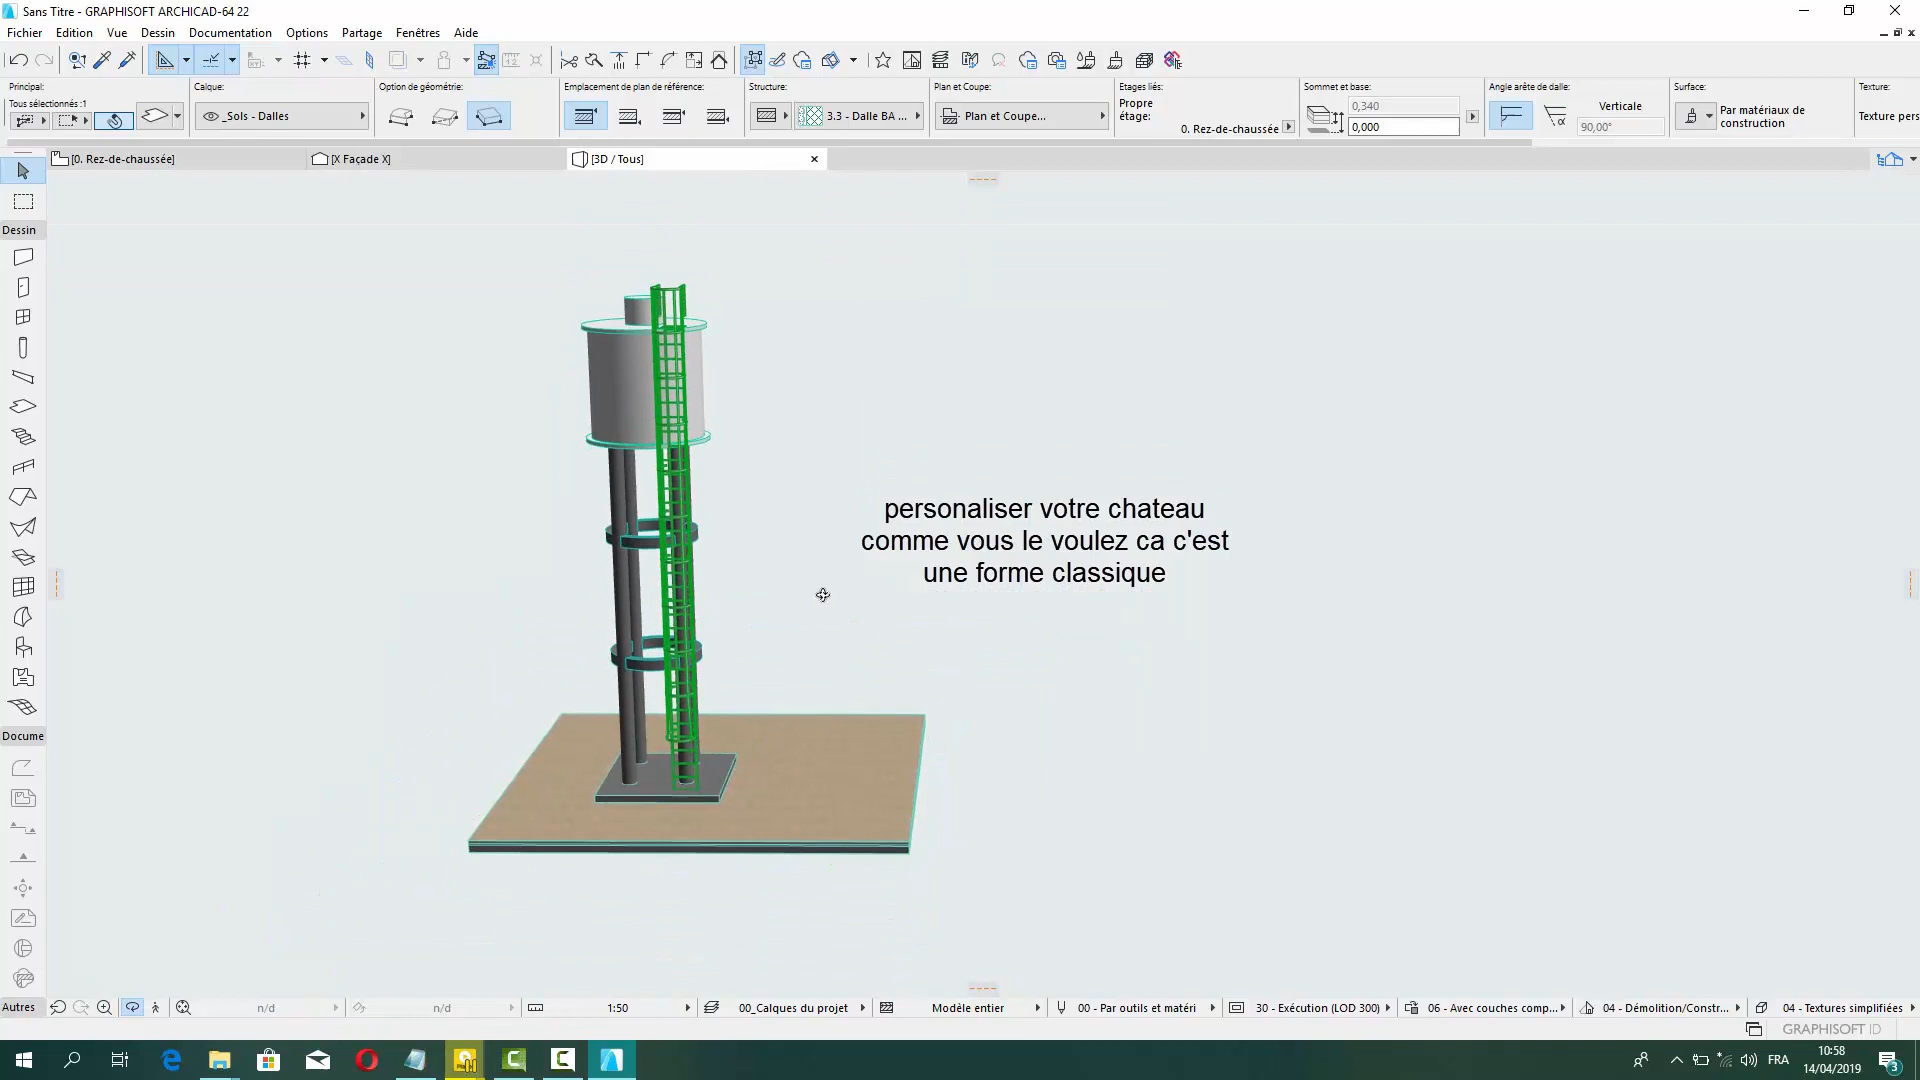 Sans Titre - GRAPHISOFT ARCHICAD-64 22
Fichier Edition Vue Dessin Documentation Options Options Partage Fenêtres Aide
Principal: Calque: Option de géométrie: Emplacement de plan de référence: Structure: Plan et Coupe: Etages liés: Sommet et base: Angle arête de dalle: Surface: Texture:
Tous sélectionnés :1
_Sols - Dalles
3.3 - Dalle BA ...
Plan et Coupe...
Propre étage:
0. Rez-de-chaussée
0,340
0,000
Verticale
90,00°
Par matériaux de construction
Texture pers
[0. Rez-de-chaussée] [X Façade X] [3D / Tous]
Dessin
personaliser votre chateau
comme vous le voulez ca c'est
une forme classique
Docume
Autres
n/d n/d 1:50 00_Calques du projet Modèle entier 00 - Par outils et matéri 30 - Exécution (LOD 300) 06 - Avec couches comp... 04 - Démolition/Constr... 04 - Textures simplifiées
GRAPHISOFT ID
FRA
10:58
14/04/2019
3